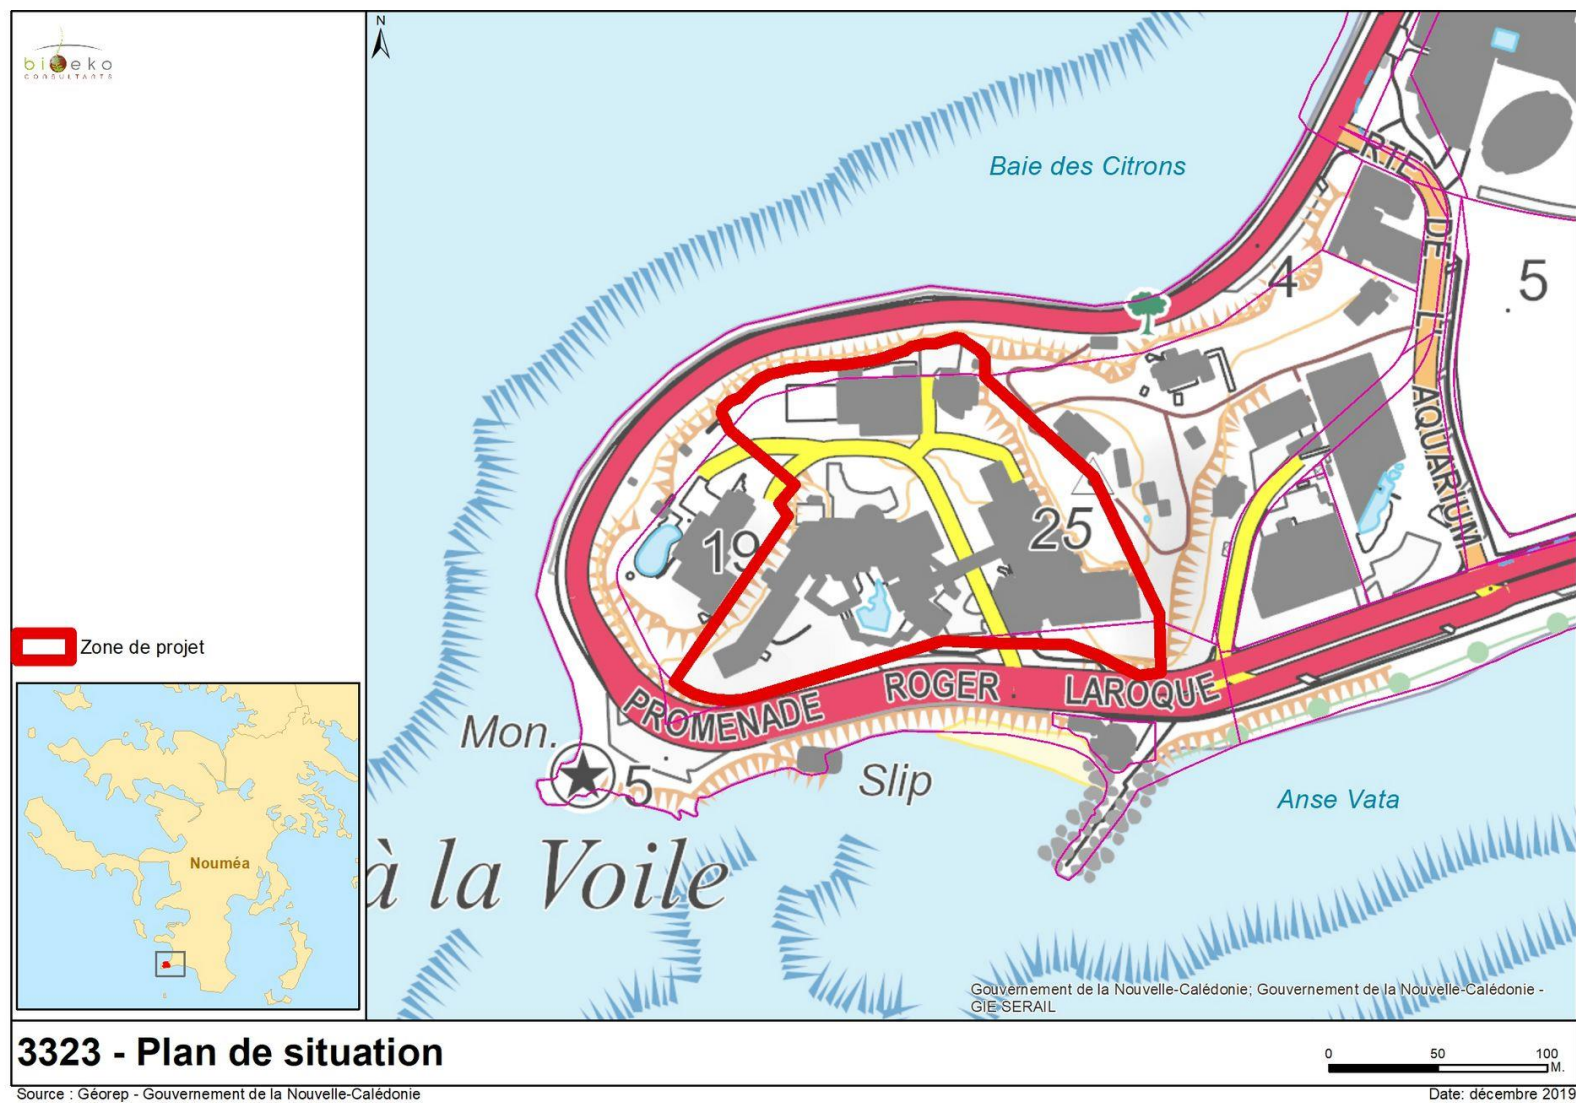 bioeko
CONSULTANTS
N
Baie des Citrons
RTE DE L'AQUARIUM
4
5
25
19
Zone de projet
PROMENADE ROGER LAROQUE
Mon.
5
Slip
Anse Vata
à la Voile
Nouméa
Gouvernement de la Nouvelle-Calédonie; Gouvernement de la Nouvelle-Calédonie -
GIE SERAIL
3323 - Plan de situation
0 50 100
M.
Source : Géorep - Gouvernement de la Nouvelle-Calédonie
Date: décembre 2019